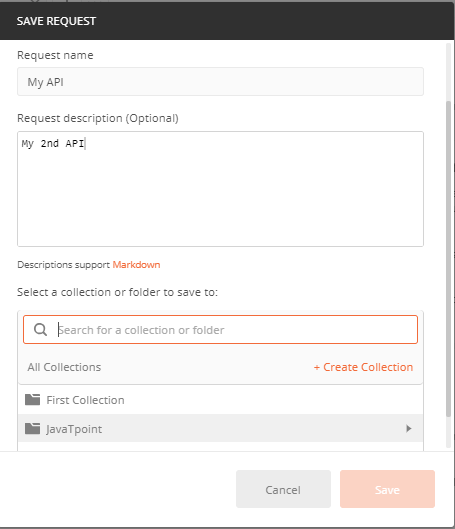 SAVE REQUEST
Request name
My API
Request description (Optional)
My 2nd API
Descriptions support Markdown
Select a collection or folder to save to:
Search for a collection or folder
All Collections + Create Collection
First Collection
JavaTpoint
Cancel Save